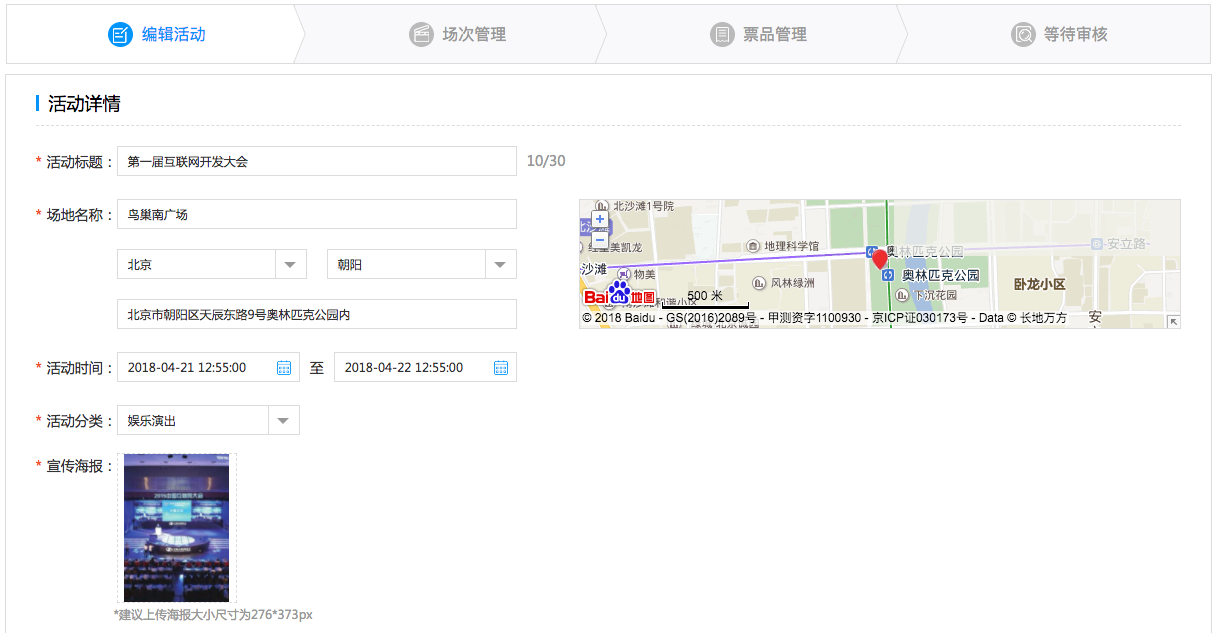 编辑活动
场次管理
票品管理
等待审核
活动详情
* 活动标题：
第一届互联网开发大会
10/30
* 场地名称：
鸟巢南广场
北京
朝阳
北京市朝阳区天辰东路9号奥林匹克公园内
北沙滩1号院
美凯龙
沙滩
物美
地理科学馆
风林绿洲
奥林匹克公园
奥林匹克公园
下沉花园
安立路
卧龙小区
安
Bai du 地图
500 米
© 2018 Baidu - GS(2016)2089号 - 甲测资字1100930 - 京ICP证030173号 - Data © 长地万方
* 活动时间：
2018-04-21 12:55:00
至
2018-04-22 12:55:00
* 活动分类：
娱乐演出
* 宣传海报：
*建议上传海报大小尺寸为276*373px